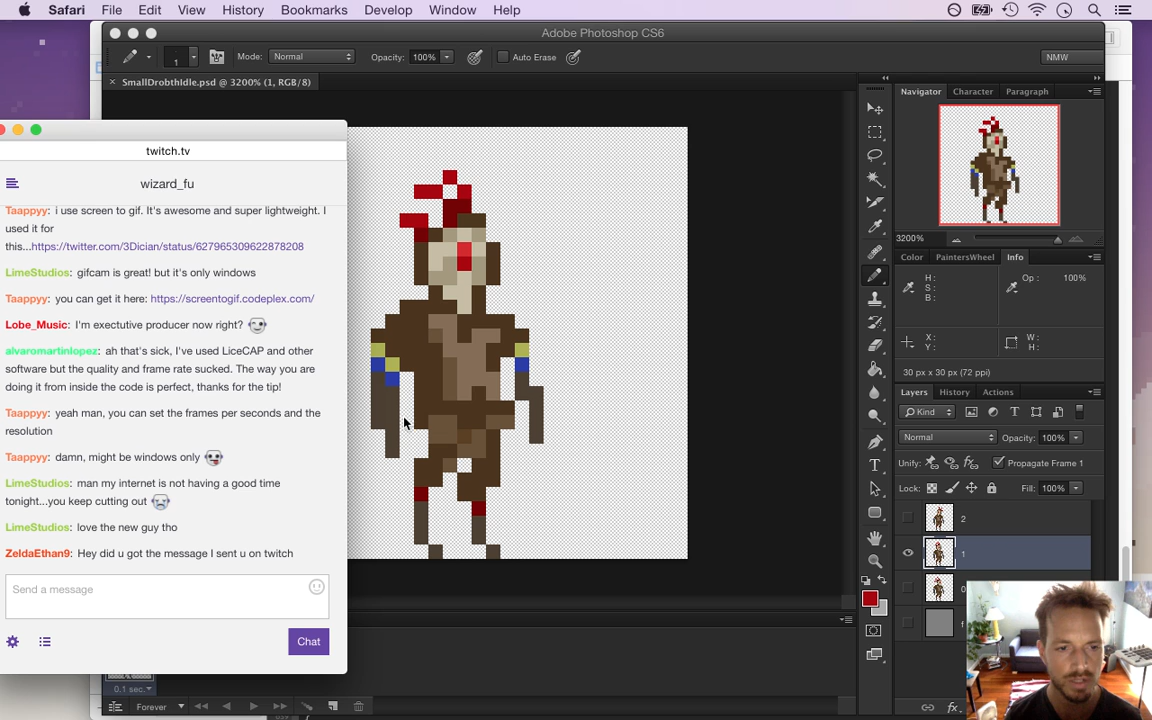 Safari File Edit View History Bookmarks Develop Window Help
Adobe Photoshop CS6
1 Mode: Normal Opacity: 100% Auto Erase NMW
× SmallDrobthIdle.psd @ 3200% (1, RGB/8)
Navigator Character Paragraph
3200%
Color PaintersWheel Info
H: Op: 100%
S:
B:
X: W:
Y: H:
30 px x 30 px (72 ppi)
Layers History Actions
Kind
Normal Opacity: 100%
Unify: Propagate Frame 1
Lock: Fill: 100%
2
1
0
f
twitch.tv
wizard_fu
Taappyy: i use screen to gif. It's awesome and super lightweight. I
used it for
this...https://twitter.com/3Dician/status/627965309622878208
LimeStudios: gifcam is great! but it's only windows
Taappyy: you can get it here: https://screentogif.codeplex.com/
Lobe_Music: I'm exectutive producer now right?
alvaromartinlopez: ah that's sick, I've used LiceCAP and other
software but the quality and frame rate sucked. The way you are
doing it from inside the code is perfect, thanks for the tip!
Taappyy: yeah man, you can set the frames per seconds and the
resolution
Taappyy: damn, might be windows only
LimeStudios: man my internet is not having a good time
tonight...you keep cutting out
LimeStudios: love the new guy tho
ZeldaEthan9: Hey did u got the message I sent u on twitch
Send a message
Chat
0.1 sec.
Forever